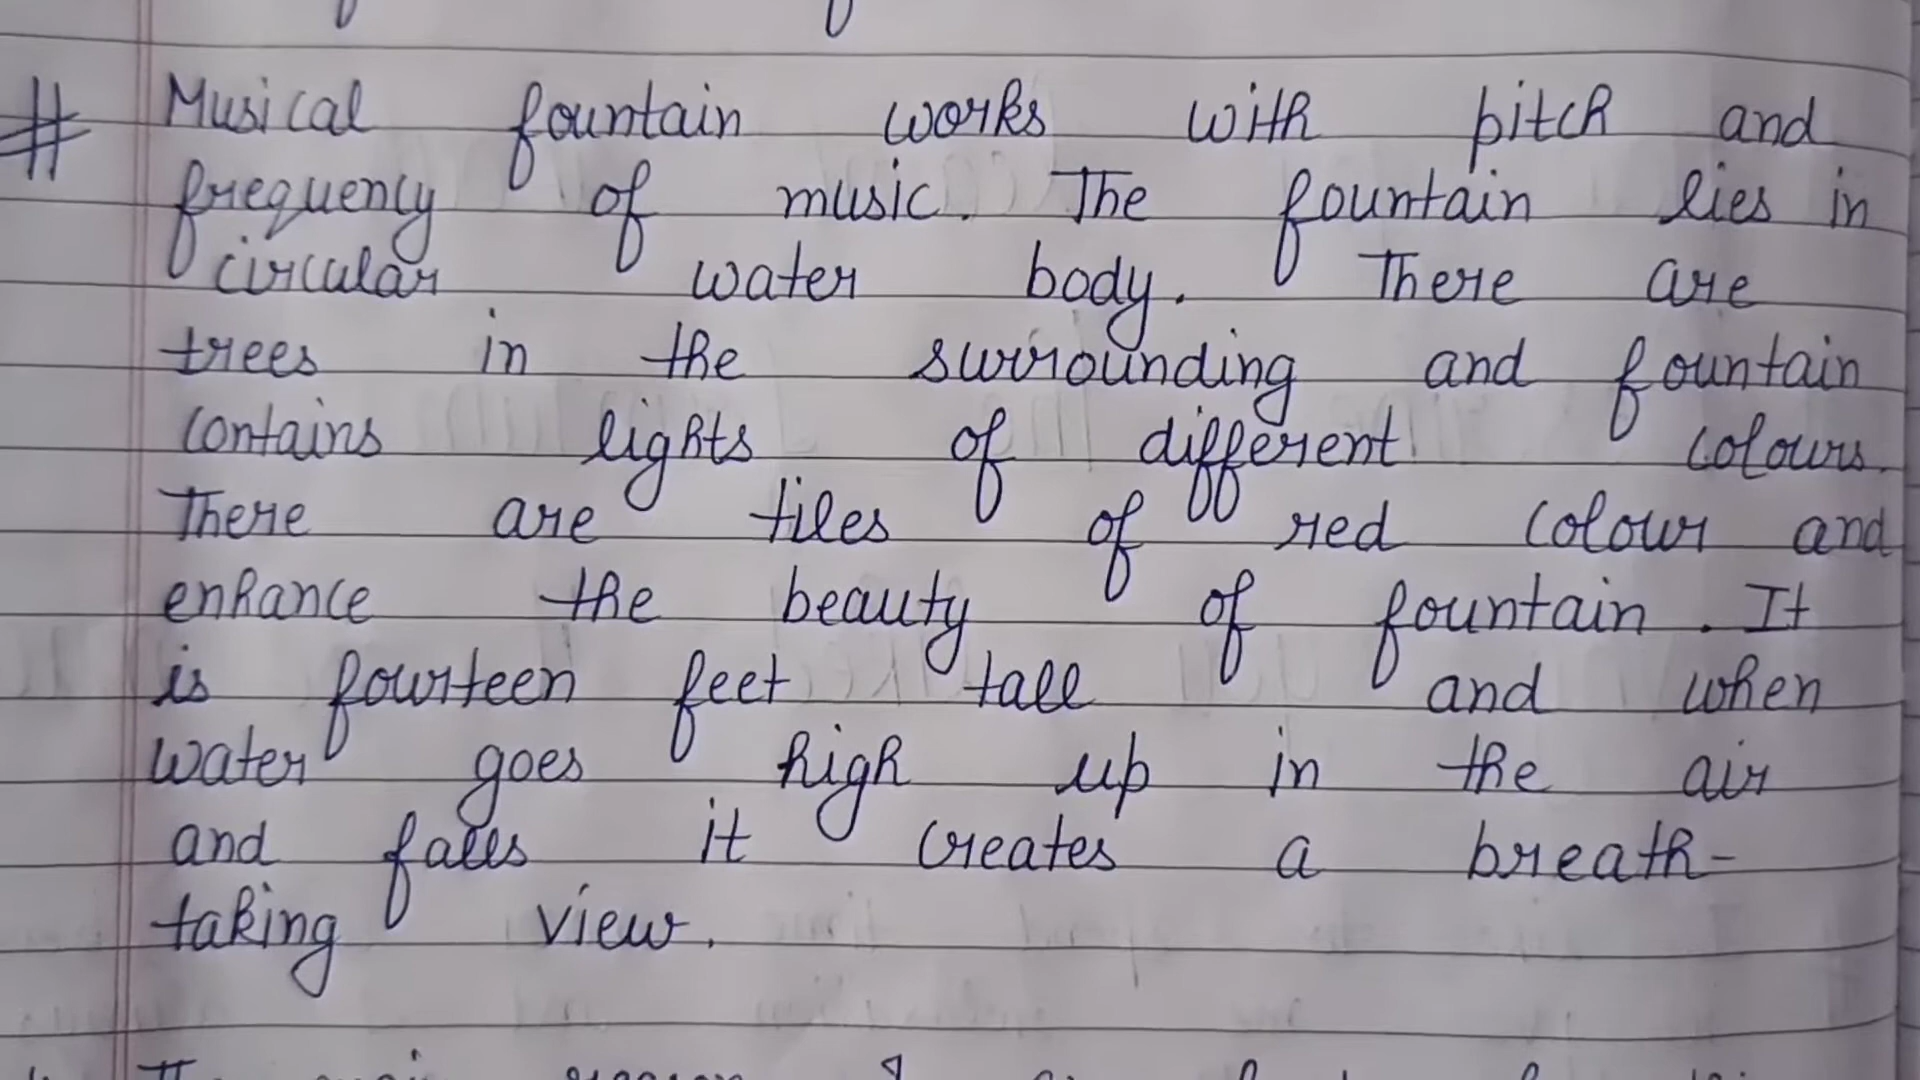 # Musical fountain works with pitch and
frequency of music. The fountain lies in
circular water body. There are
trees in the surrounding and fountain
contains lights of different colours.
There are tiles of red colour and
enhance the beauty of fountain. It
is fourteen feet tall and when
water goes high up in the air
and falls it creates a breath-
taking view.